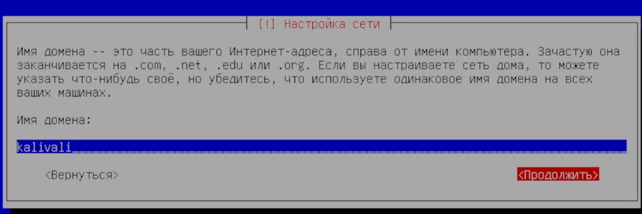 [!] Настройка сети
Имя домена -- это часть вашего Интернет-адреса, справа от имени компьютера. Зачастую она
заканчивается на .com, .net, .edu или .org. Если вы настраиваете сеть дома, то можете
указать что-нибудь своё, но убедитесь, что используете одинаковое имя домена на всех
ваших машинах.
Имя домена:
kalivali
<Вернуться> <Продолжить>